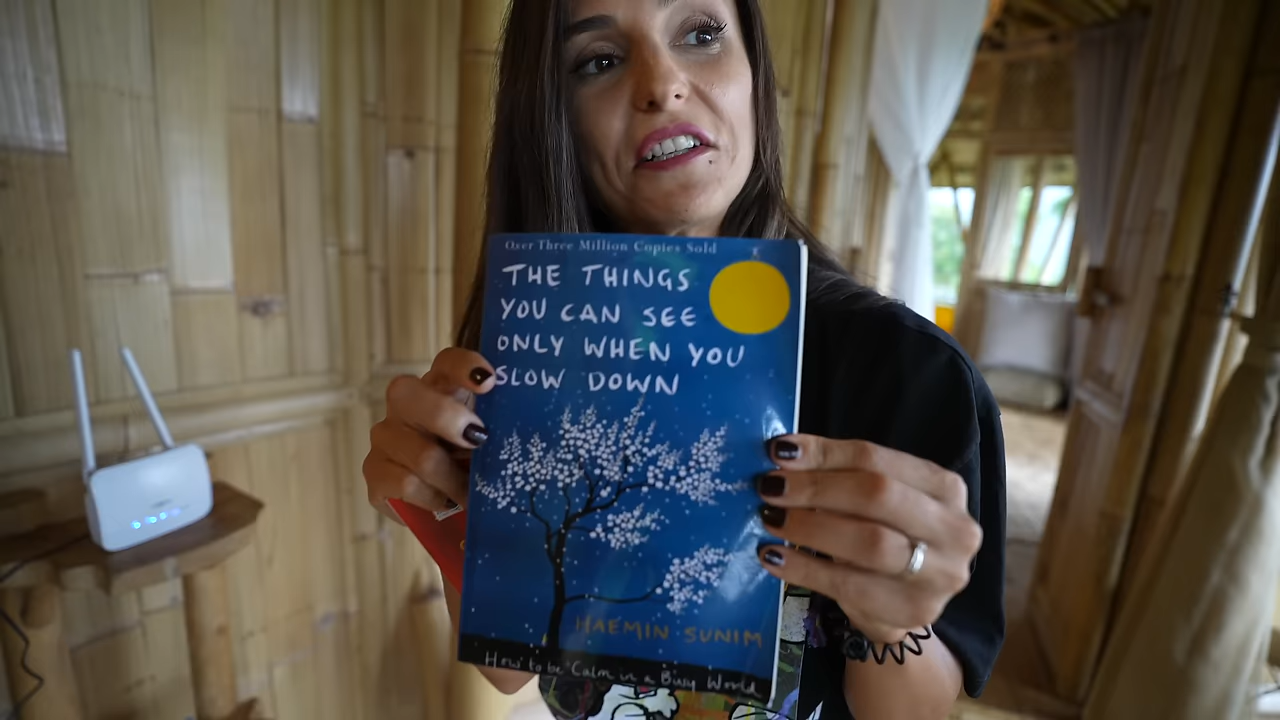 Over Three Million Copies Sold
THE THINGS
YOU CAN SEE
ONLY WHEN YOU
SLOW DOWN
HAEMIN SUNIM
How to be Calm in a Busy World